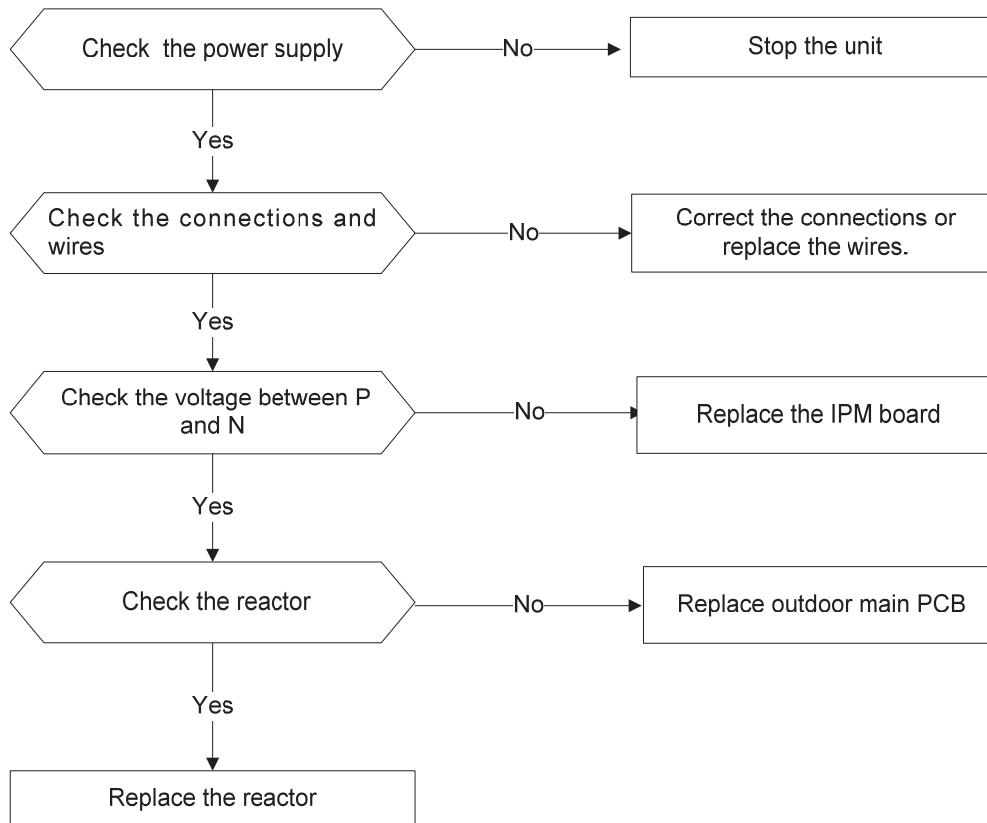 Check the power supply
No
Stop the unit
Yes
Check the connections and
wires
No
Correct the connections or
replace the wires.
Yes
Check the voltage between P
and N
No
Replace the IPM board
Yes
Check the reactor
No
Replace outdoor main PCB
Yes
Replace the reactor